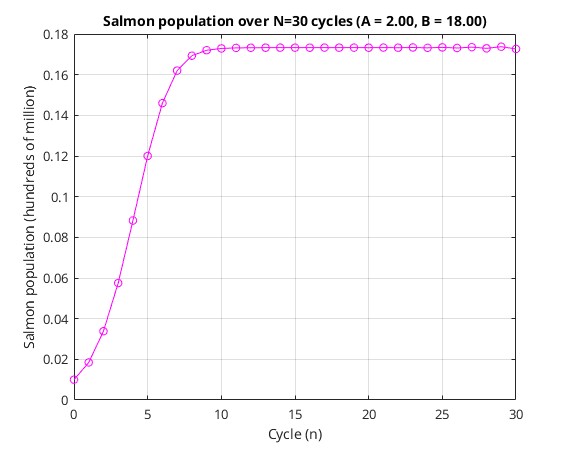 Salmon population over N=30 cycles (A = 2.00, B = 18.00)
0.18
0.16
0.14
0.12
0.1
0.08
0.06
0.04
0.02
0
Salmon population (hundreds of million)
0 5 10 15 20 25 30
Cycle (n)